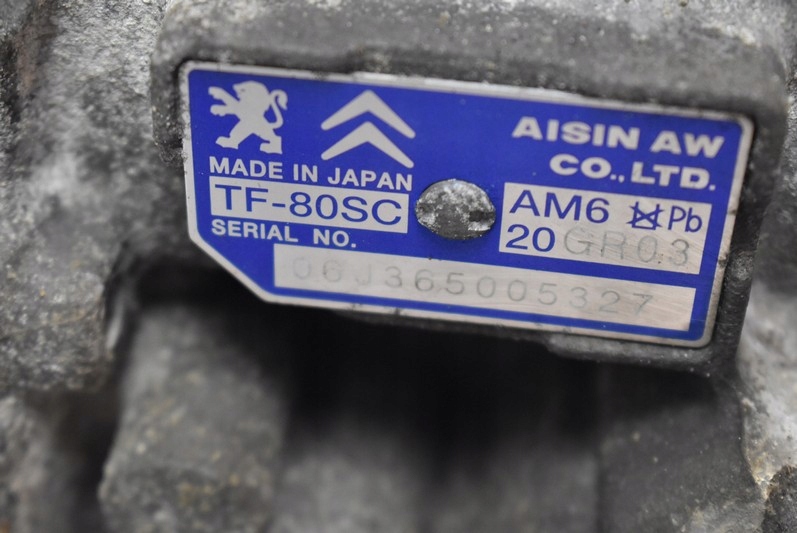 AISIN AW
CO., LTD.
MADE IN JAPAN
TF-80SC
AM6 Pb
20GR03
SERIAL NO.
06J365005327